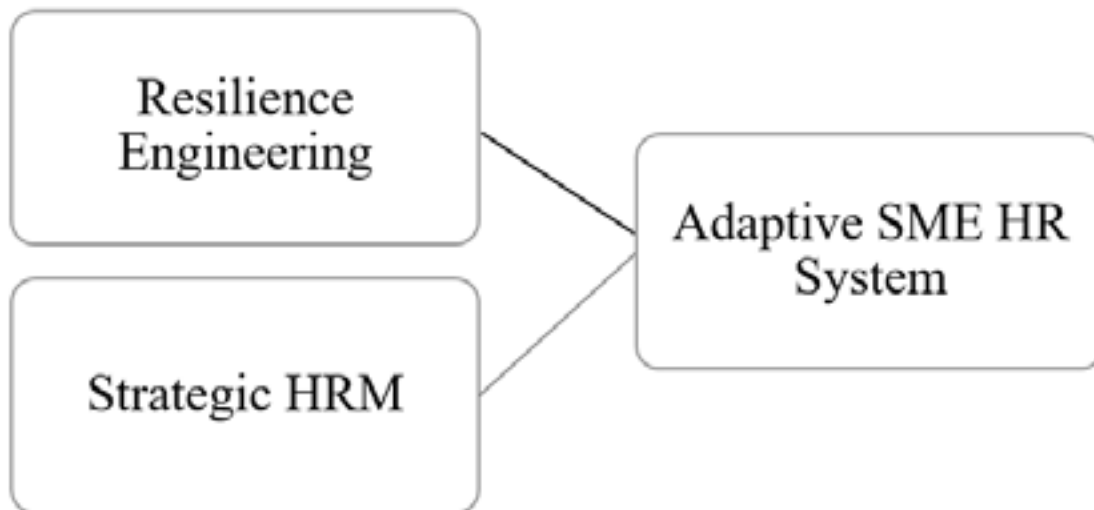 Resilience
Engineering
Strategic HRM
Adaptive SME HR
System